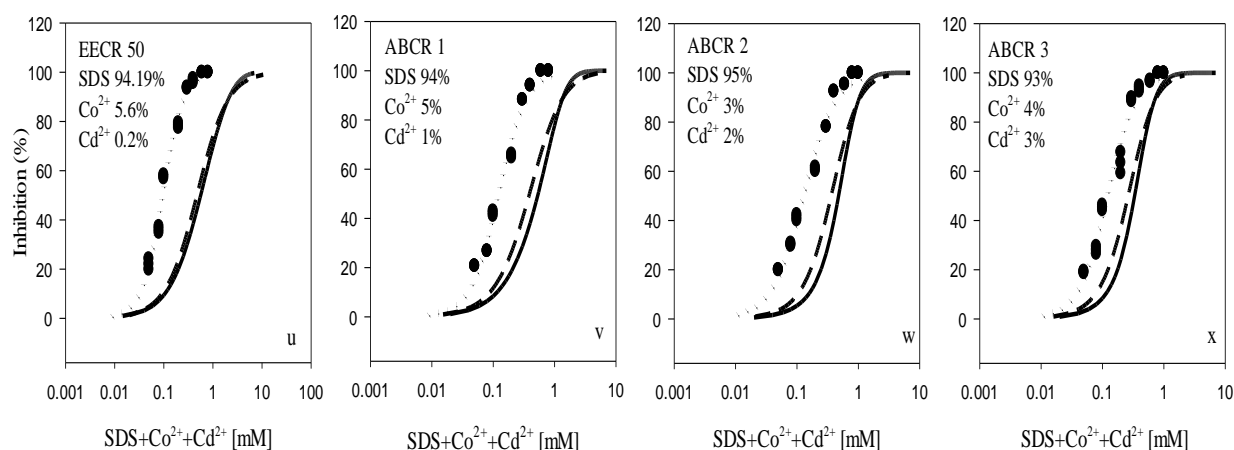 Inhibition (%)
120
100
80
60
40
20
0
EECR 50
SDS 94.19%
Co²⁺ 5.6%
Cd²⁺ 0.2%
u
0.001 0.01 0.1 1 10 100
SDS+Co²⁺+Cd²⁺ [mM]
120
100
80
60
40
20
0
ABCR 1
SDS 94%
Co²⁺ 5%
Cd²⁺ 1%
v
0.001 0.01 0.1 1 10
SDS+Co²⁺+Cd²⁺ [mM]
120
100
80
60
40
20
0
ABCR 2
SDS 95%
Co²⁺ 3%
Cd²⁺ 2%
w
0.001 0.01 0.1 1 10
SDS+Co²⁺+Cd²⁺ [mM]
120
100
80
60
40
20
0
ABCR 3
SDS 93%
Co²⁺ 4%
Cd²⁺ 3%
x
0.001 0.01 0.1 1 10
SDS+Co²⁺+Cd²⁺ [mM]